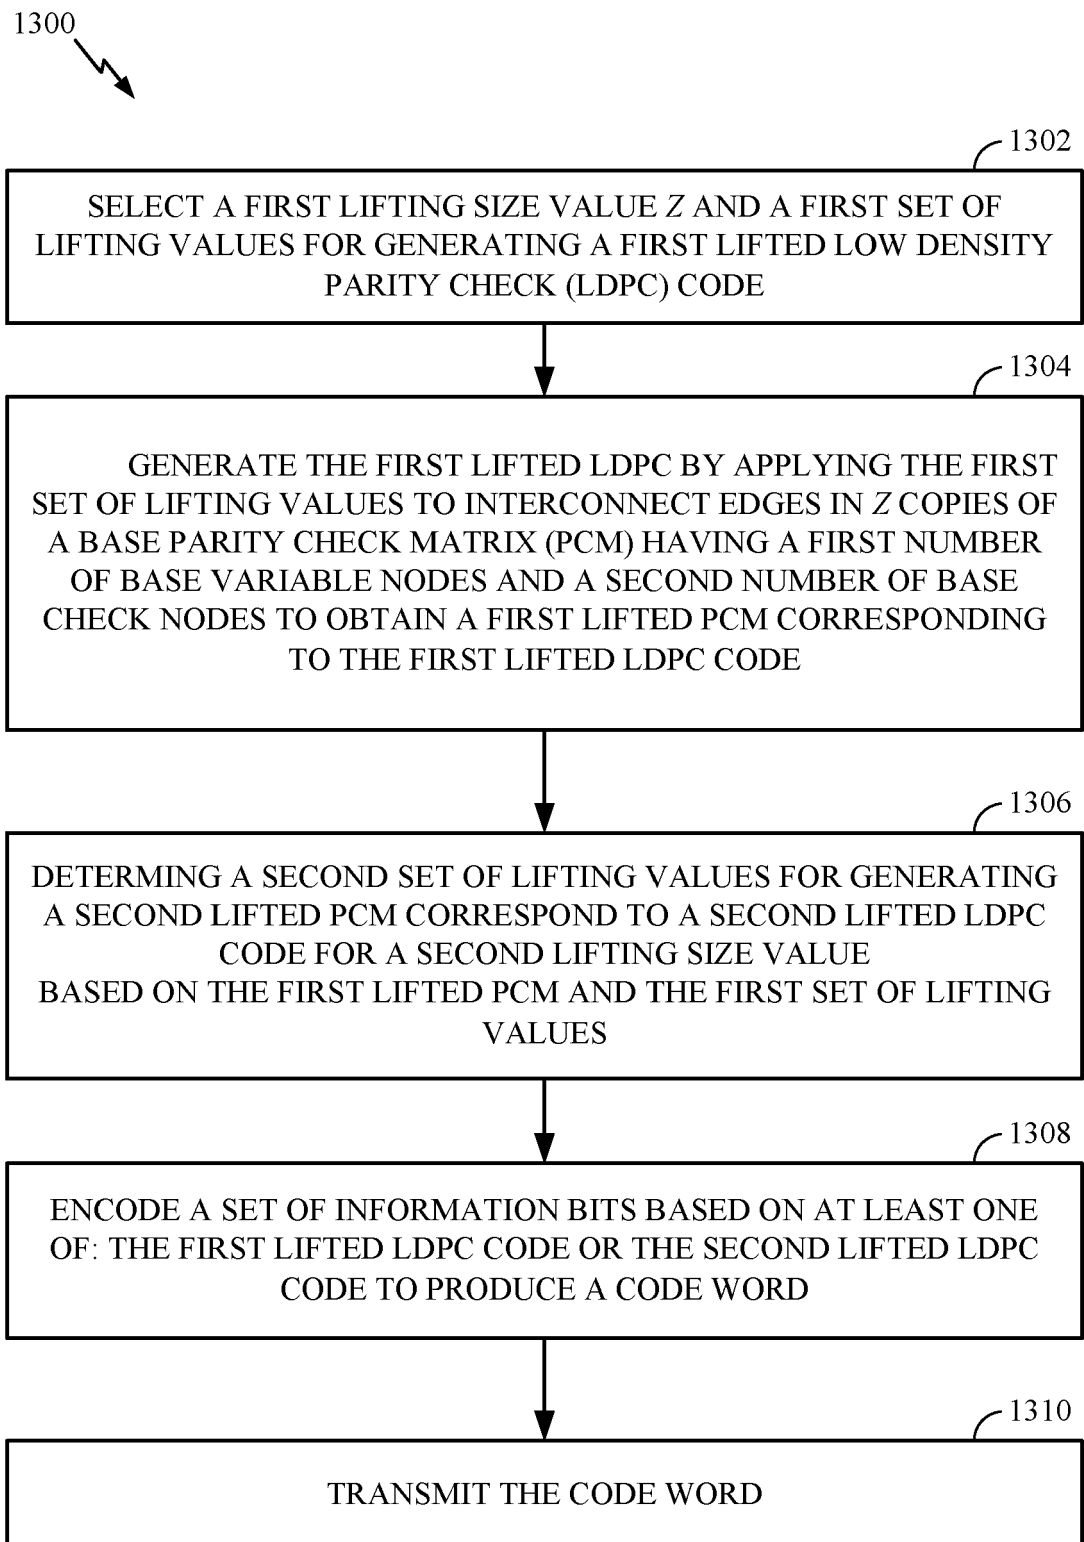 1300
1302
SELECT A FIRST LIFTING SIZE VALUE Z AND A FIRST SET OF
LIFTING VALUES FOR GENERATING A FIRST LIFTED LOW DENSITY
PARITY CHECK (LDPC) CODE
1304
GENERATE THE FIRST LIFTED LDPC BY APPLYING THE FIRST
SET OF LIFTING VALUES TO INTERCONNECT EDGES IN Z COPIES OF
A BASE PARITY CHECK MATRIX (PCM) HAVING A FIRST NUMBER
OF BASE VARIABLE NODES AND A SECOND NUMBER OF BASE
CHECK NODES TO OBTAIN A FIRST LIFTED PCM CORRESPONDING
TO THE FIRST LIFTED LDPC CODE
1306
DETERMING A SECOND SET OF LIFTING VALUES FOR GENERATING
A SECOND LIFTED PCM CORRESPOND TO A SECOND LIFTED LDPC
CODE FOR A SECOND LIFTING SIZE VALUE
BASED ON THE FIRST LIFTED PCM AND THE FIRST SET OF LIFTING
VALUES
1308
ENCODE A SET OF INFORMATION BITS BASED ON AT LEAST ONE
OF: THE FIRST LIFTED LDPC CODE OR THE SECOND LIFTED LDPC
CODE TO PRODUCE A CODE WORD
1310
TRANSMIT THE CODE WORD